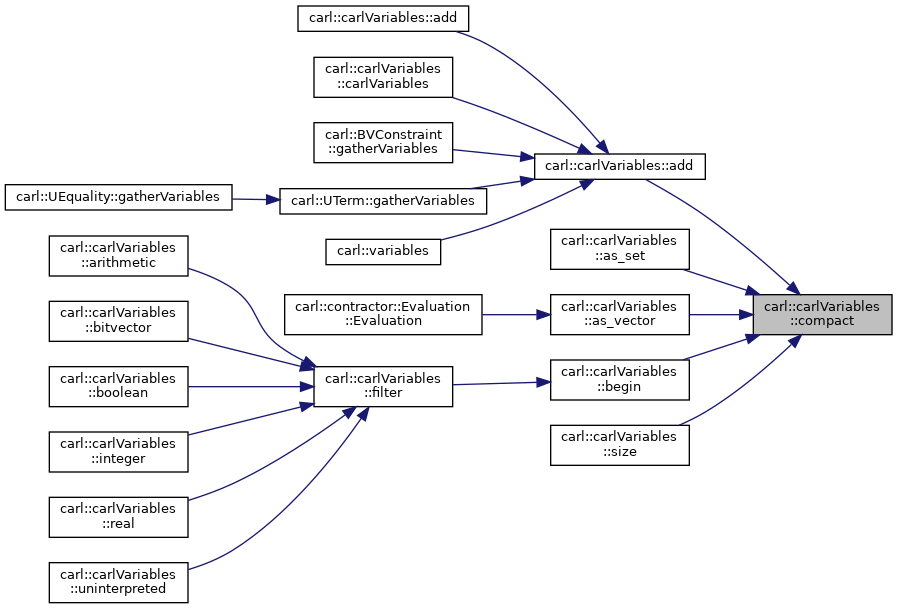 carl::carlVariables::add
carl::carlVariables
::carlVariables
carl::BVConstraint
::gatherVariables
carl::carlVariables::add
carl::UEquality::gatherVariables
carl::UTerm::gatherVariables
carl::variables
carl::carlVariables
::arithmetic
carl::carlVariables
::as_set
carl::carlVariables
::bitvector
carl::contractor::Evaluation
::Evaluation
carl::carlVariables
::as_vector
carl::carlVariables
::compact
carl::carlVariables
::boolean
carl::carlVariables
::filter
carl::carlVariables
::begin
carl::carlVariables
::integer
carl::carlVariables
::size
carl::carlVariables
::real
carl::carlVariables
::uninterpreted